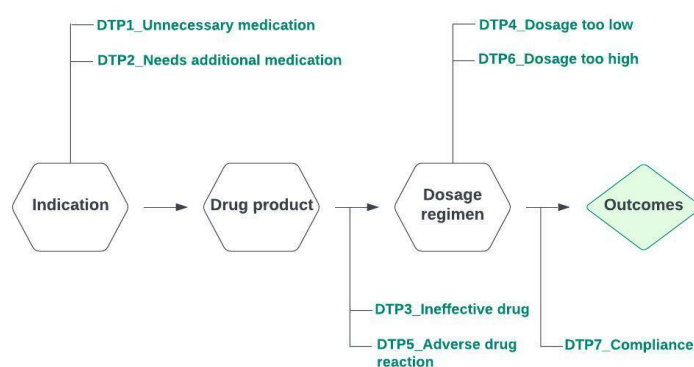 DTP1_Unnecessary medication
DTP2_Needs additional medication
DTP4_Dosage too low
DTP6_Dosage too high
Indication
Drug product
Dosage
regimen
Outcomes
DTP3_Ineffective drug
DTP5_Adverse drug
reaction
DTP7_Compliance